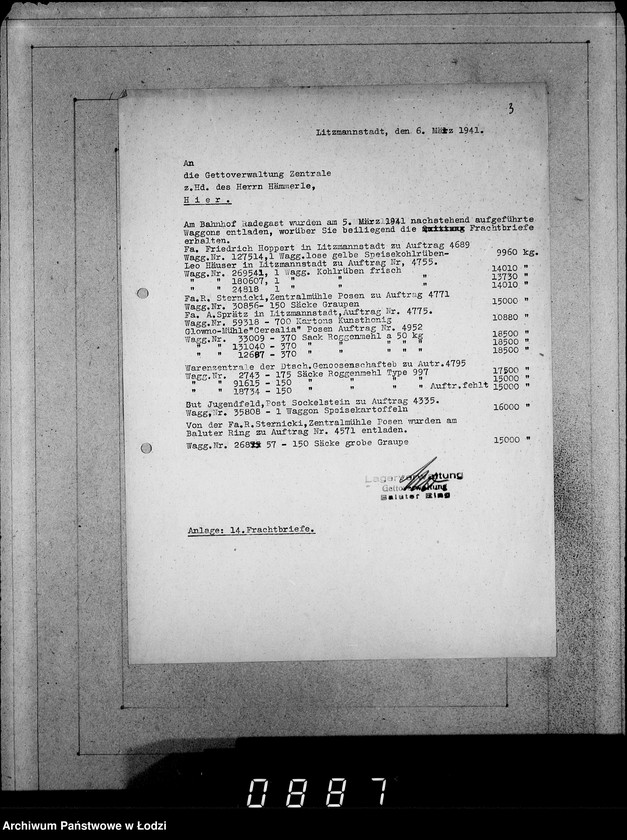 3
Litzmannstadt, den 6. März 1941.
An
die Gettoverwaltung Zentrale
z.Hd. des Herrn Hämmerle,
H i e r .
Am Bahnhof Radegast wurden am 5. März 1941 nachstehend aufgeführte
Waggons entladen, worüber Sie beiliegend die Frachtbriefe
erhalten.
Fa. Friedrich Hoppert in Litzmannstadt zu Auftrag 4689
Wagg.Nr. 127514,1 Wagg.lose gelbe Speisekohlrüben- 9960 kg.
Leo Häuser in Litzmannstadt zu Auftrag Nr, 4755.
Wagg.Nr. 269541, 1 Wagg. Kohlrüben frisch 14010 "
" " 180607, 1 " " " 13730 "
" " 24818 1 " " " 14010 "
Fa.R. Sternicki,Zentralmühle Posen zu Auftrag 4771
Wagg.Nr. 30856- 150 Säcke Graupen 15000 "
Fa. A.Sprätz in Litzmannstadt,Auftrag Nr. 4775.
Wagg.Nr. 59318 - 700 Kartons Kunsthonig 10880 "
Glowno-Mühle"Cerealia" Posen Auftrag Nr. 4952
Wagg.Nr. 33009 - 370 Sack Roggenmehl a 50 kg 18500 "
" " 131040 - 370 " " " " 18500 "
" " 12687 - 370 " " " " 18500 "
Warenzentrale der Dtsch.Genoosenschafteb zu Autr.4795
Wagg.Nr. 2743 - 175 Säcke Roggenmehl Type 997 17500 "
" " 91615 - 150 " " " " 15000 "
" " 18734 - 150 " " " " Auftr.fehlt 15000 "
But Jugendfeld,Post Sockelstein zu Auftrag 4335.
Wagg,Nr. 35808 - 1 Waggon Speisekartoffeln 16000 "
Von der Fa.R.Sternicki,Zentralmühle Posen wurden am
Baluter Ring zu Auftrag Nr. 4571 entladen.
Wagg.Nr. 268 57 - 150 Säcke grobe Graupe 15000 "
Lagerverwaltung
Gettoverwaltung
Baluter Ring
Anlage: 14.Frachtbriefe.
0887
Archiwum Państwowe w Łodzi